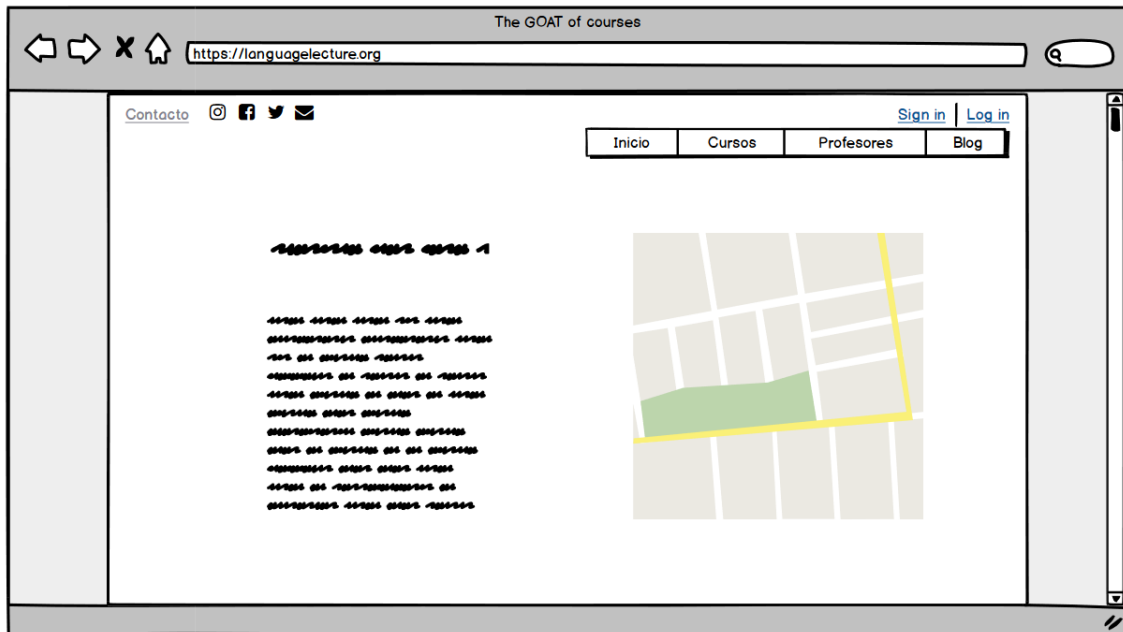 The GOAT of courses
https://languagelecture.org
Contacto
Sign in | Log in
Inicio Cursos Profesores Blog